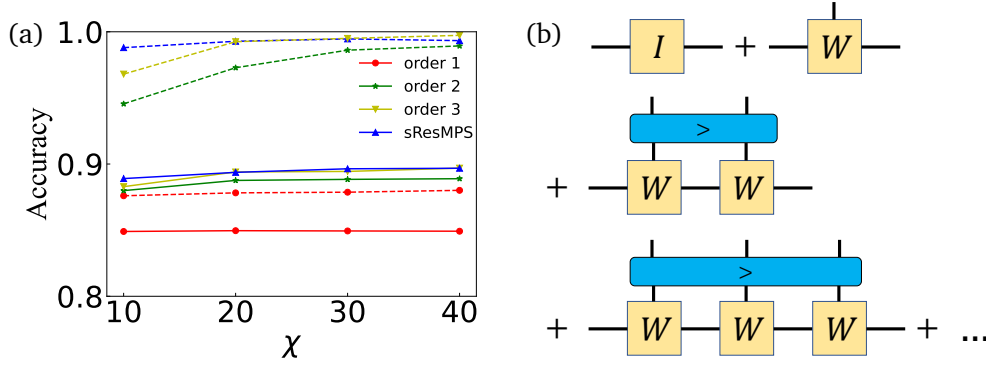 (a)
1.0
0.9
0.8
Accuracy
10 20 30 40
χ
order 1
order 2
order 3
sResMPS
(b)
I + W
>
+ W W
>
+ W W W + ...